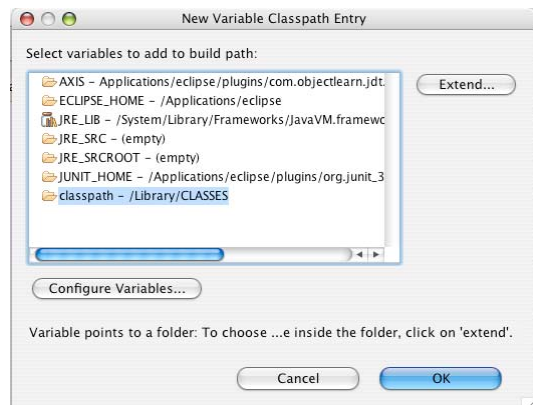 New Variable Classpath Entry
Select variables to add to build path:
AXIS - Applications/eclipse/plugins/com.objectlearn.jdt.
Extend...
ECLIPSE_HOME - /Applications/eclipse
JRE_LIB - /System/Library/Frameworks/JavaVM.framewc
JRE_SRC - (empty)
JRE_SRCROOT - (empty)
JUNIT_HOME - /Applications/eclipse/plugins/org.junit_3
classpath - /Library/CLASSES
Configure Variables...
Variable points to a folder: To choose ...e inside the folder, click on 'extend'.
Cancel
OK